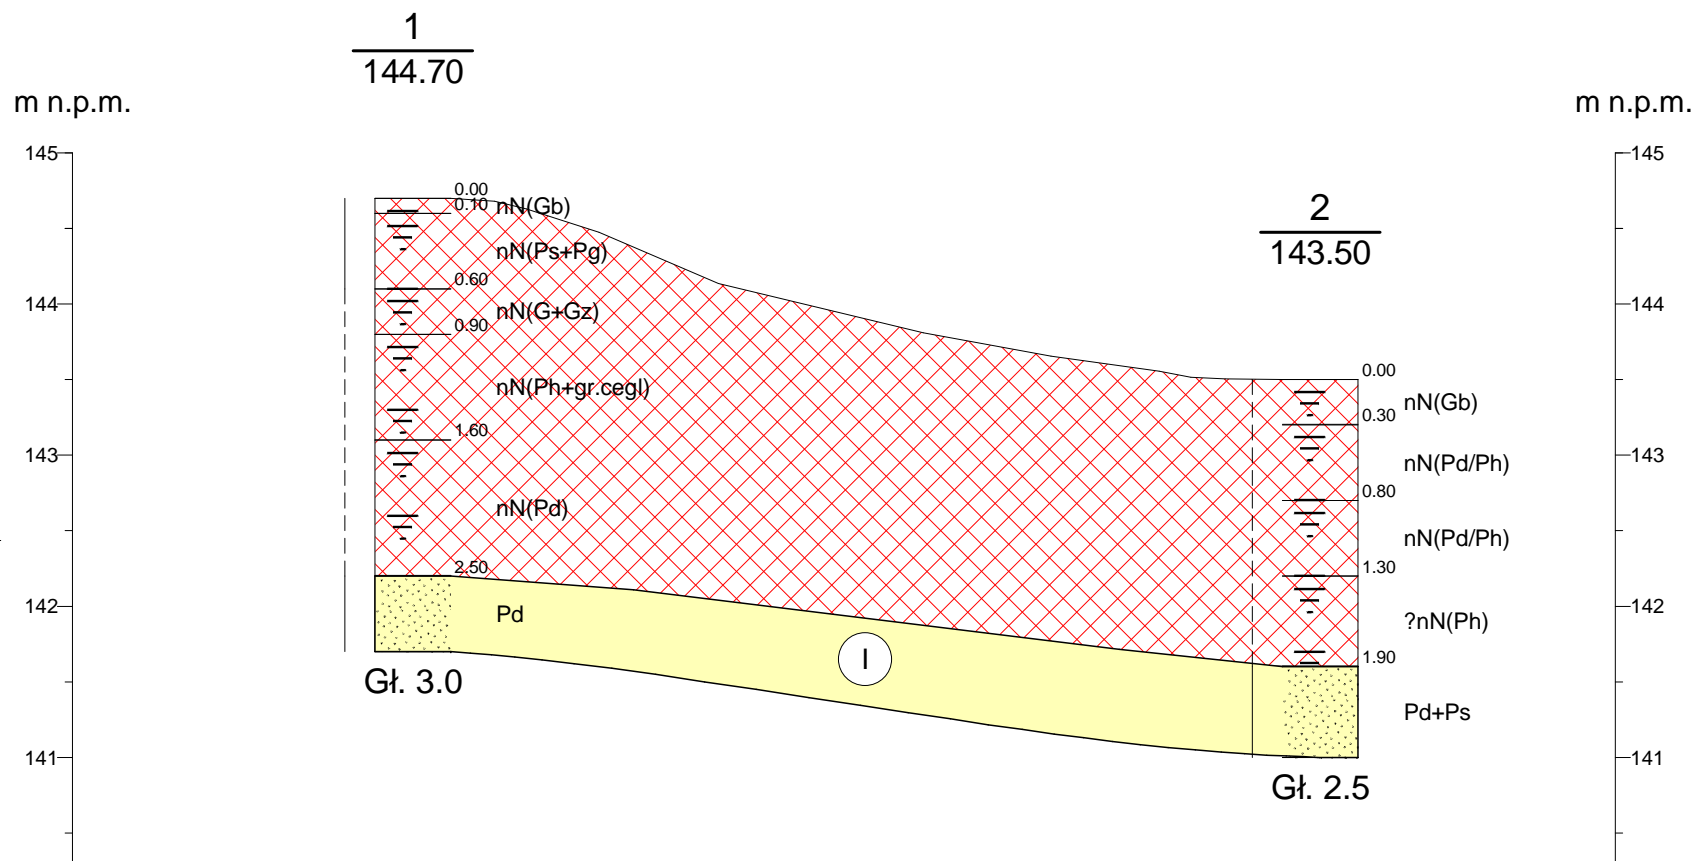 1
144.70
m n.p.m.
m n.p.m.
145
145
0.00
0.10
nN(Gb)
2
143.50
nN(Ps+Pg)
0.60
144
144
nN(G+Gz)
0.90
0.00
nN(Ph+gr.cegl)
nN(Gb)
0.30
1.60
143
143
nN(Pd/Ph)
0.80
nN(Pd)
nN(Pd/Ph)
2.50
1.30
142
142
Pd
?nN(Ph)
I
1.90
Gł. 3.0
Pd+Ps
141
141
Gł. 2.5